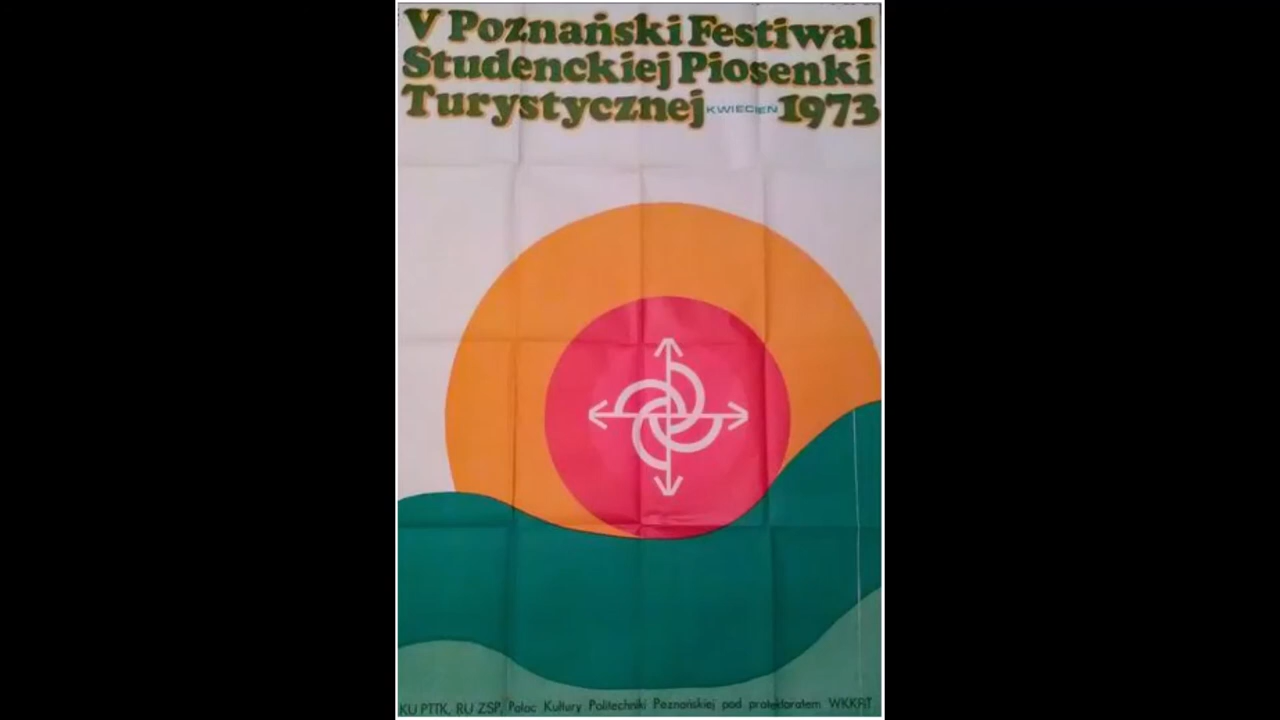 V Poznański Festiwal
Studenckiej Piosenki
Turystycznej KWIECIEŃ 1973
KU PTTK, RU ZSP, Pałac Kultury Politechniki Poznańskiej pod protektoratem WKKFiT